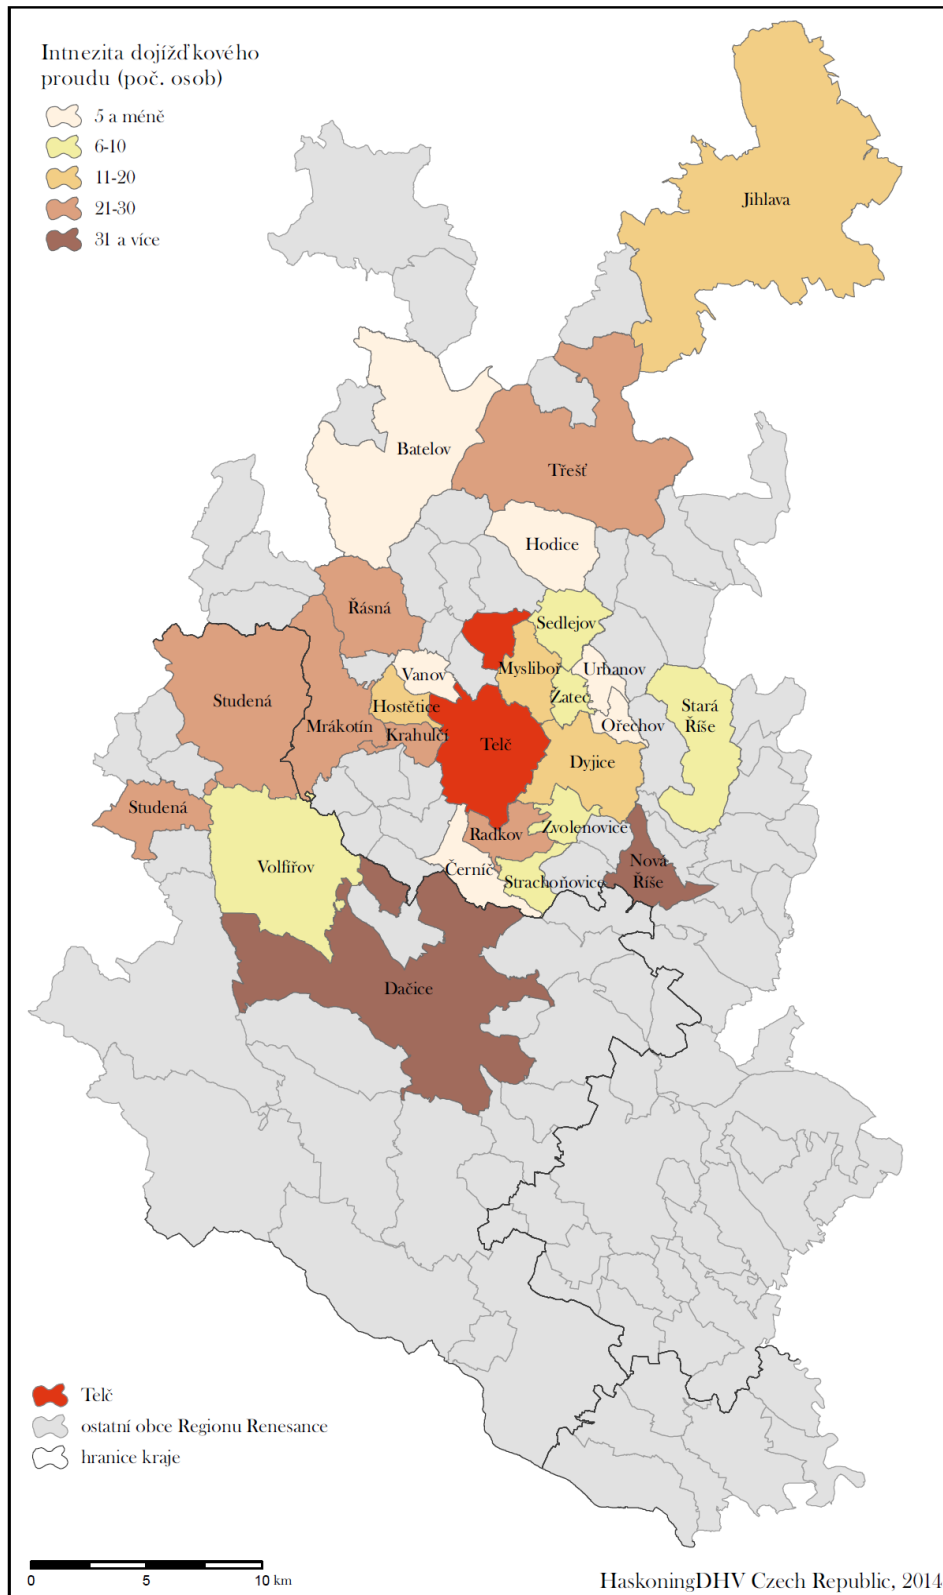 Intnezita dojížďkového
proudu (poč. osob)
5 a méně
6-10
11-20
21-30
31 a více
Jihlava
Batelov
Třešť
Hodice
Řásná
Sedlejov
Mysliboř
Urbanov
Vanov
Žateč
Studená
Hostětice
Stará
Říše
Mrákotín
Krahulčí
Ořechov
Telč
Dyjice
Studená
Radkov
Zvolenovice
Volfířov
Černíč
Nová
Říše
Strachoňovice
Dačice
Telč
ostatní obce Regionu Renesance
hranice kraje
0 5 10 km
HaskoningDHV Czech Republic, 2014